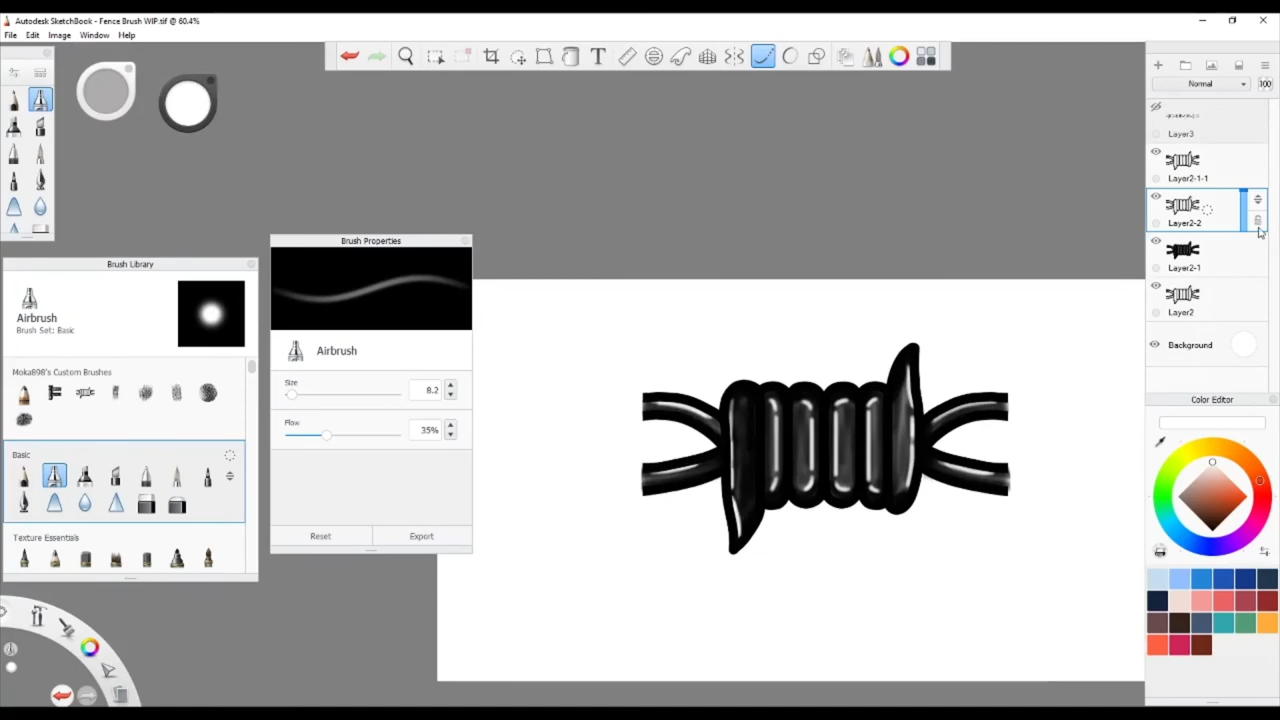 Autodesk SketchBook - Fence Brush WIP.tif @ 60.4%
File Edit Image Window Help
T
Normal
100
Layer3
Layer2-1-1
Layer2-2
Layer2-1
Layer2
Background
Brush Properties
Airbrush
Size
8.2
Flow
35%
Reset
Export
Brush Library
Airbrush
Brush Set: Basic
Moka898's Custom Brushes
Basic
Texture Essentials
Color Editor